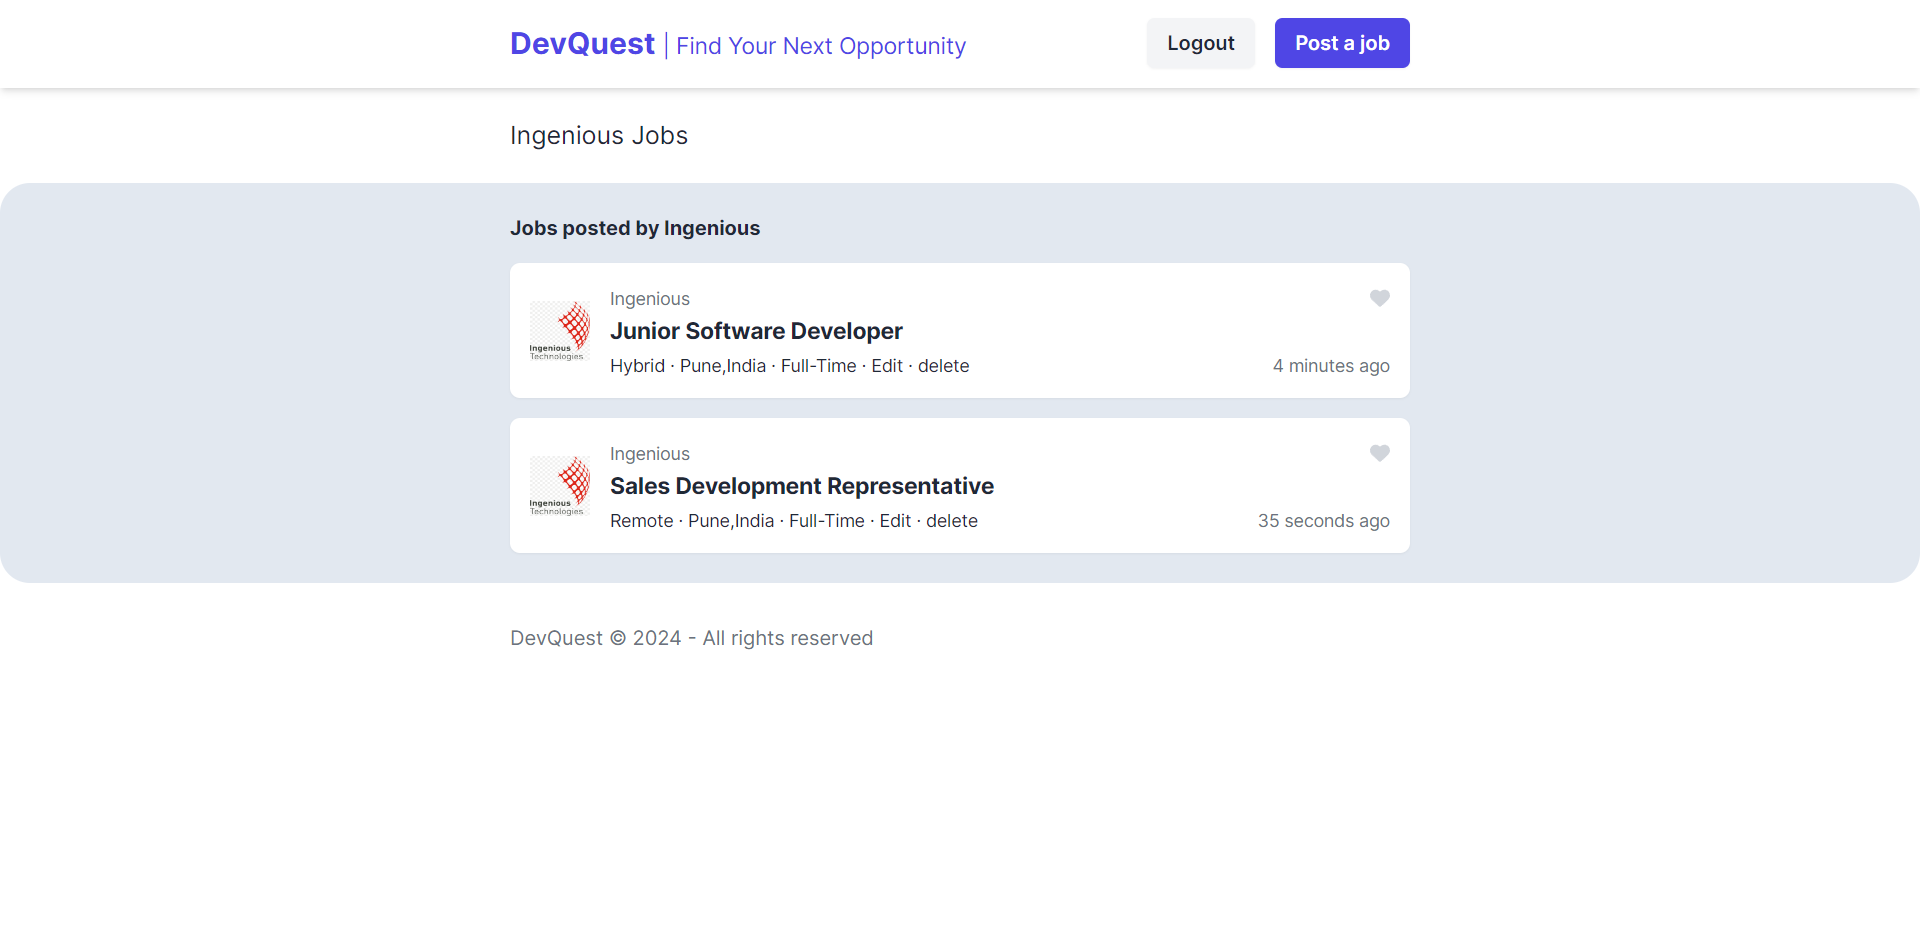 DevQuest | Find Your Next Opportunity
Logout
Post a job
Ingenious Jobs
Jobs posted by Ingenious
Ingenious
Technologies
Ingenious
Junior Software Developer
Hybrid · Pune,India · Full-Time · Edit · delete
4 minutes ago
Ingenious
Technologies
Ingenious
Sales Development Representative
Remote · Pune,India · Full-Time · Edit · delete
35 seconds ago
DevQuest © 2024 - All rights reserved